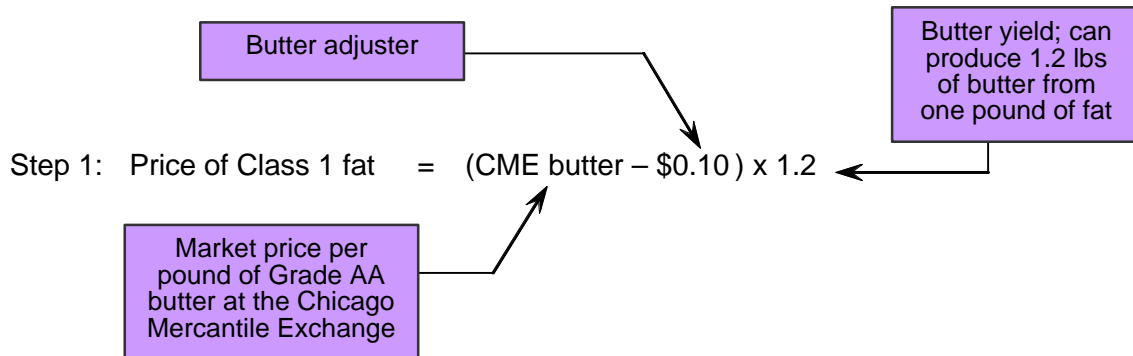 Butter adjuster
Butter yield; can
produce 1.2 lbs
of butter from
one pound of fat
Step 1: Price of Class 1 fat = (CME butter – $0.10 ) x 1.2
Market price per
pound of Grade AA
butter at the Chicago
Mercantile Exchange